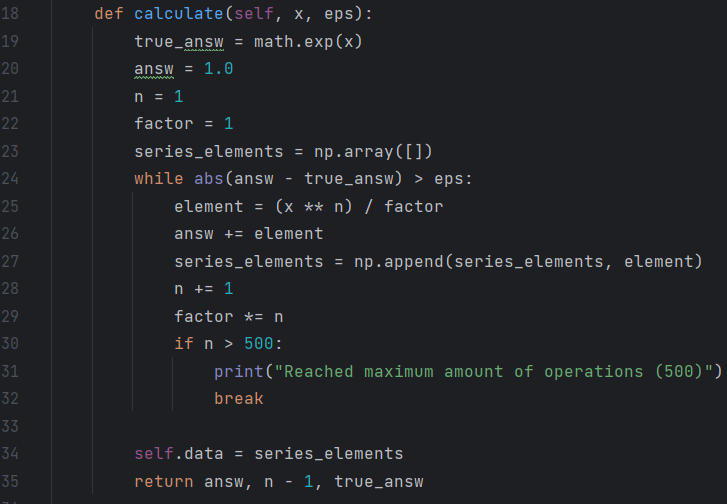 18 def calculate(self, x, eps):
19 true_answ = math.exp(x)
20 answ = 1.0
21 n = 1
22 factor = 1
23 series_elements = np.array([])
24 while abs(answ - true_answ) > eps:
25 element = (x ** n) / factor
26 answ += element
27 series_elements = np.append(series_elements, element)
28 n += 1
29 factor *= n
30 if n > 500:
31 print("Reached maximum amount of operations (500)")
32 break
33
34 self.data = series_elements
35 return answ, n - 1, true_answ